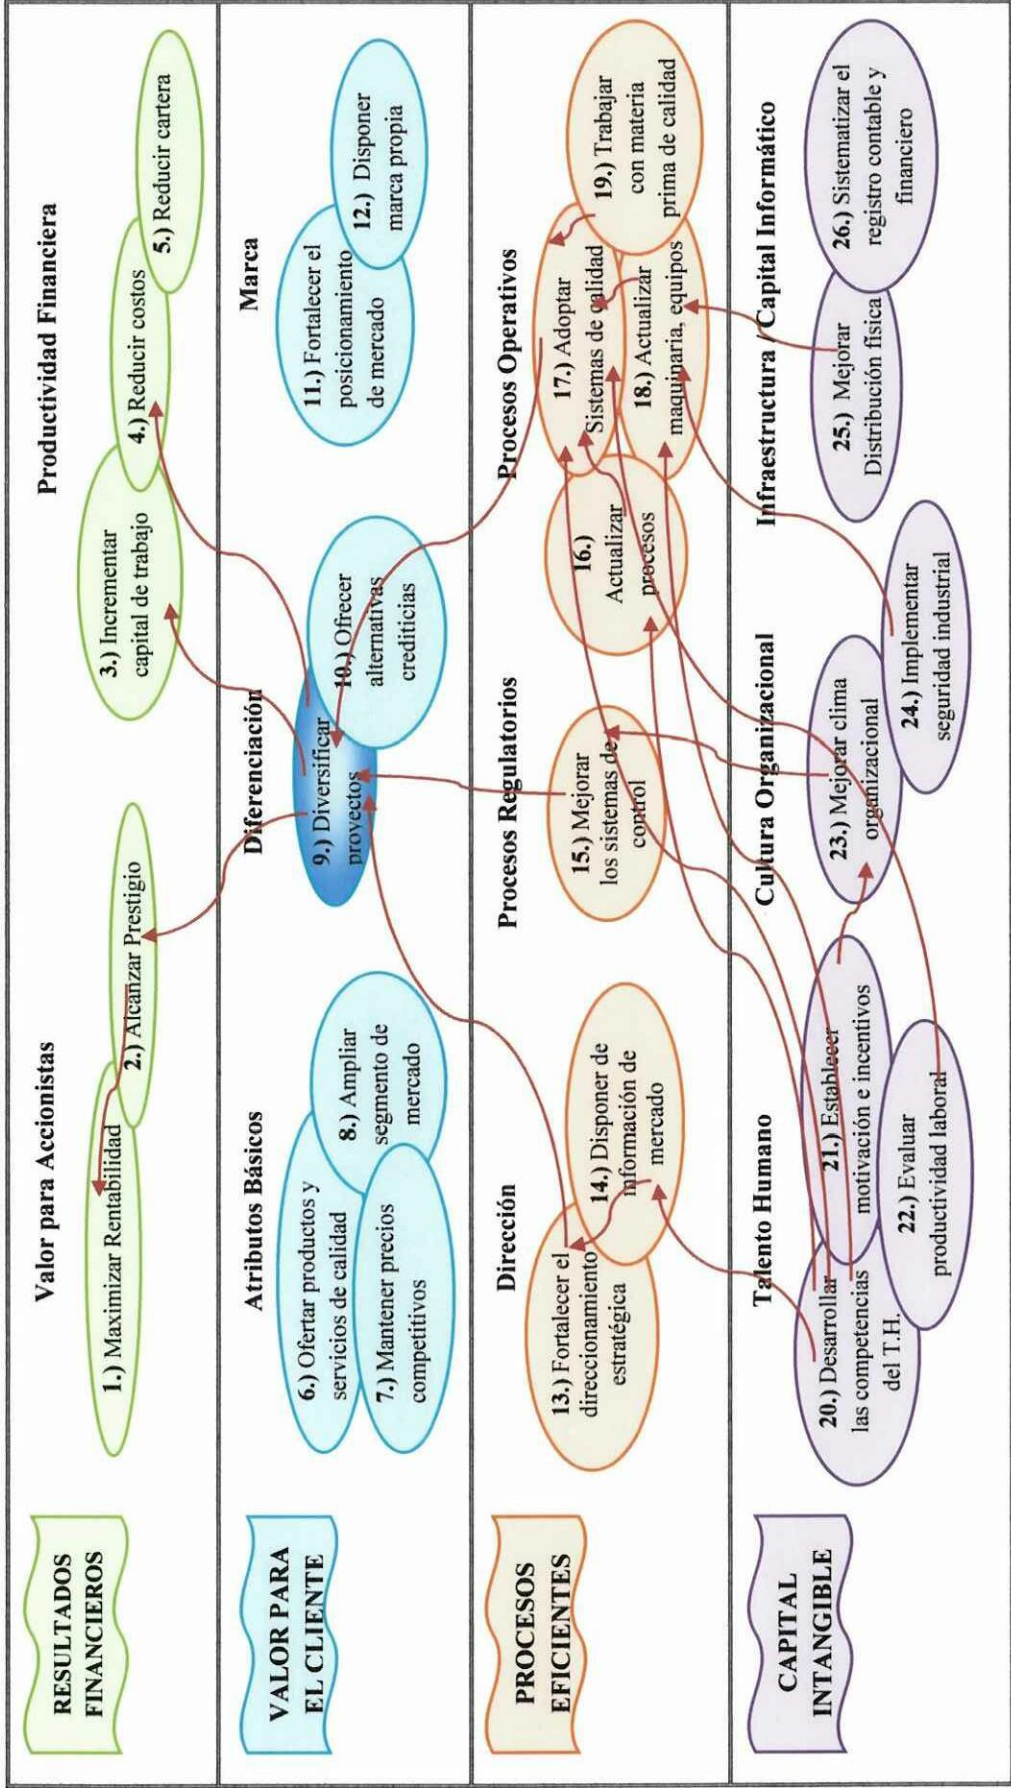 RESULTADOS
FINANCIEROS
Valor para Accionistas
Productividad Financiera
1.) Maximizar Rentabilidad
2.) Alcanzar Prestigio
3.) Incrementar
capital de trabajo
4.) Reducir costos
5.) Reducir cartera
VALOR PARA
EL CLIENTE
Atributos Básicos
Diferenciación
Marca
6.) Ofertar productos y
servicios de calidad
7.) Mantener precios
competitivos
8.) Ampliar
segmento de
mercado
9.) Diversificar
proyectos
10.) Ofrecer
alternativas
crediticias
11.) Fortalecer el
posicionamiento
de mercado
12.) Disponer
marca propia
PROCESOS
EFICIENTES
Dirección
Procesos Regulatorios
Procesos Operativos
13.) Fortalecer el
direccionamiento
estratégica
14.) Disponer de
información de
mercado
15.) Mejorar
los sistemas de
control
16.)
Actualizar
procesos
17.) Adoptar
Sistemas de calidad
18.) Actualizar
maquinaria, equipos
19.) Trabajar
con materia
prima de calidad
CAPITAL
INTANGIBLE
Talento Humano
Cultura Organizacional
Infraestructura / Capital Informático
20.) Desarrollar
las competencias
del T.H.
21.) Establecer
motivación e incentivos
22.) Evaluar
productividad laboral
23.) Mejorar clima
organizacional
24.) Implementar
seguridad industrial
25.) Mejorar
Distribución física
26.) Sistematizar el
registro contable y
financiero